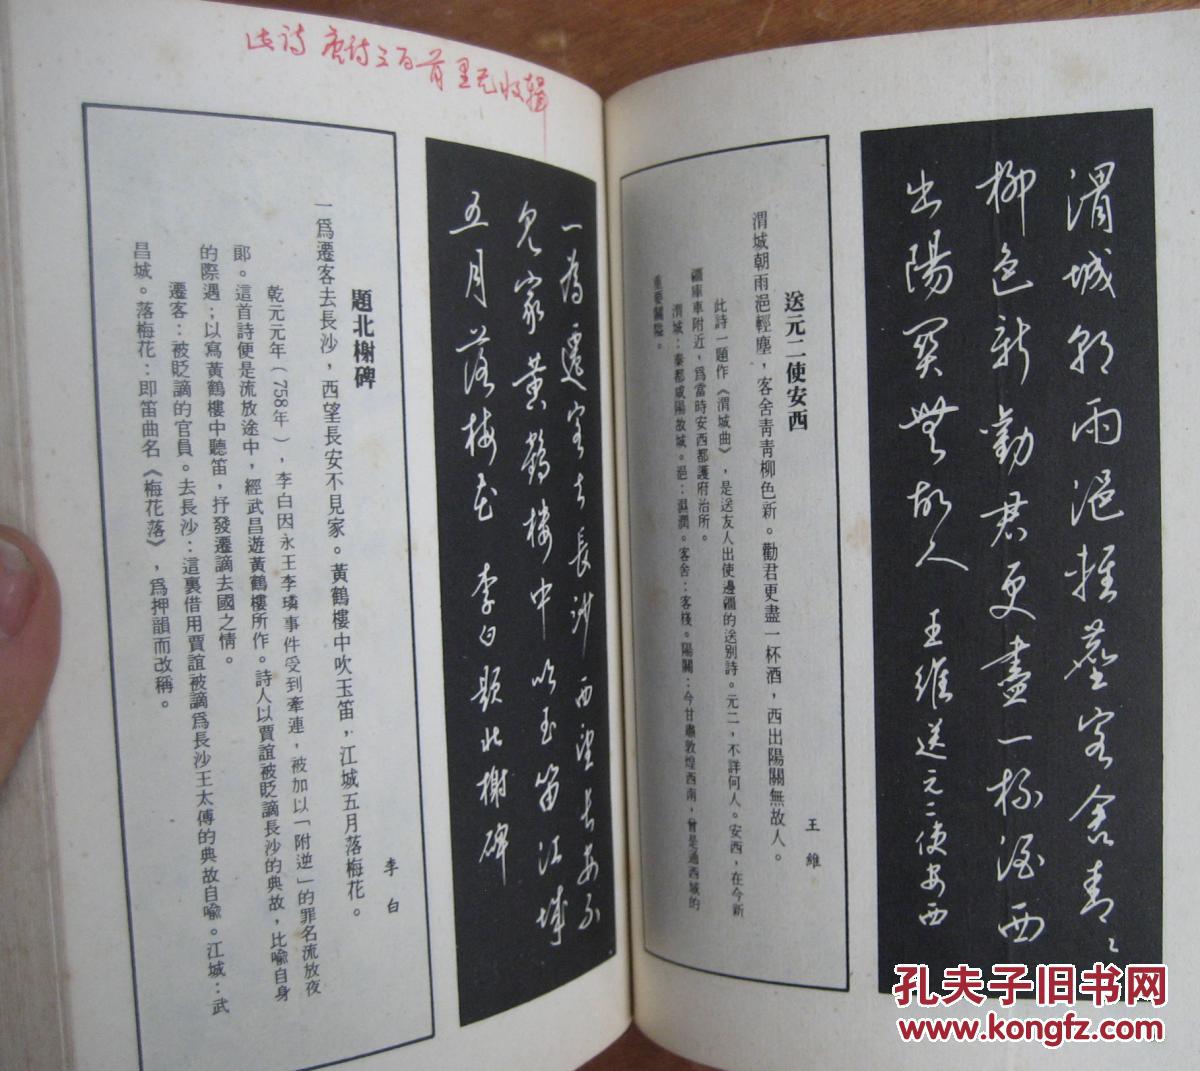 渭城朝雨浥輕塵客舍青〻
柳色新勸君更盡一杯酒西
出陽關無故人 王維送元二使安西
送元二使安西 王維
渭城朝雨浥輕塵，客舍靑靑柳色新。勸君更盡一杯酒，西出陽關無故人。
此詩一題作《渭城曲》，是送友人出使邊疆的送別詩。元二，不詳何人。安西，在今新
疆庫車附近，爲當時安西都護府治所。
渭城：秦都咸陽故城。浥：濕潤。客舍：客棧。陽關：今甘肅敦煌西南，曾是通西域的
重要關隘。
此诗唐诗三百首里无收辑
一為遷客去長沙西望長安不
見家黃鶴樓中吹玉笛江城
五月落梅花 李白題北榭碑
題北榭碑 李白
一爲遷客去長沙，西望長安不見家。黃鶴樓中吹玉笛，江城五月落梅花。
乾元元年（758年），李白因永王李璘事件受到牽連，被加以「附逆」的罪名流放夜
郎。這首詩便是流放途中，經武昌遊黃鶴樓所作。詩人以賈誼被貶謫長沙的典故，比喻自身
的際遇；以寫黃鶴樓中聽笛，抒發遷謫去國之情。
遷客：被貶謫的官員。去長沙：這裏借用賈誼被謫爲長沙王太傅的典故自喻。江城：武
昌城。落梅花：即笛曲名《梅花落》，爲押韻而改稱。
孔夫子旧书网
www.kongfz.com